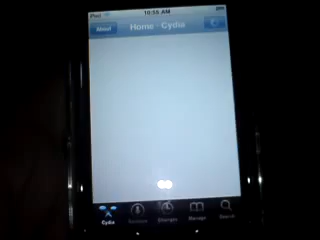 iPod 10:55 AM
About Home - Cydia
Cydia Sections Changes Manage Search